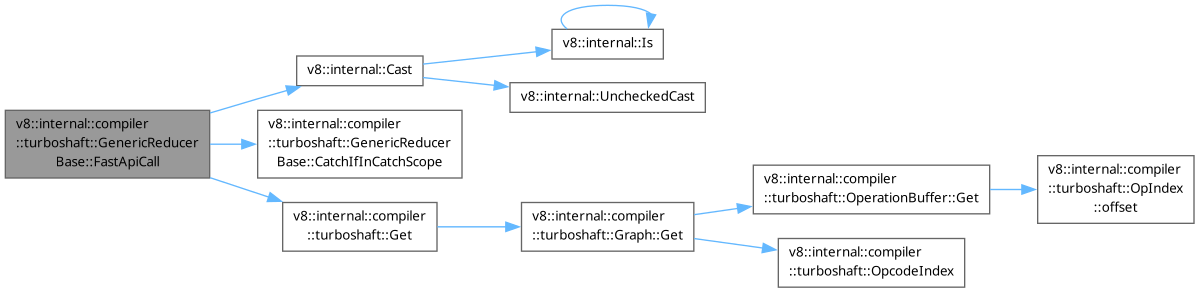 v8::internal::compiler
::turboshaft::GenericReducer
Base::FastApiCall
v8::internal::Cast
v8::internal::Is
v8::internal::UncheckedCast
v8::internal::compiler
::turboshaft::GenericReducer
Base::CatchIfInCatchScope
v8::internal::compiler
::turboshaft::Get
v8::internal::compiler
::turboshaft::Graph::Get
v8::internal::compiler
::turboshaft::OperationBuffer::Get
v8::internal::compiler
::turboshaft::OpIndex
::offset
v8::internal::compiler
::turboshaft::OpcodeIndex